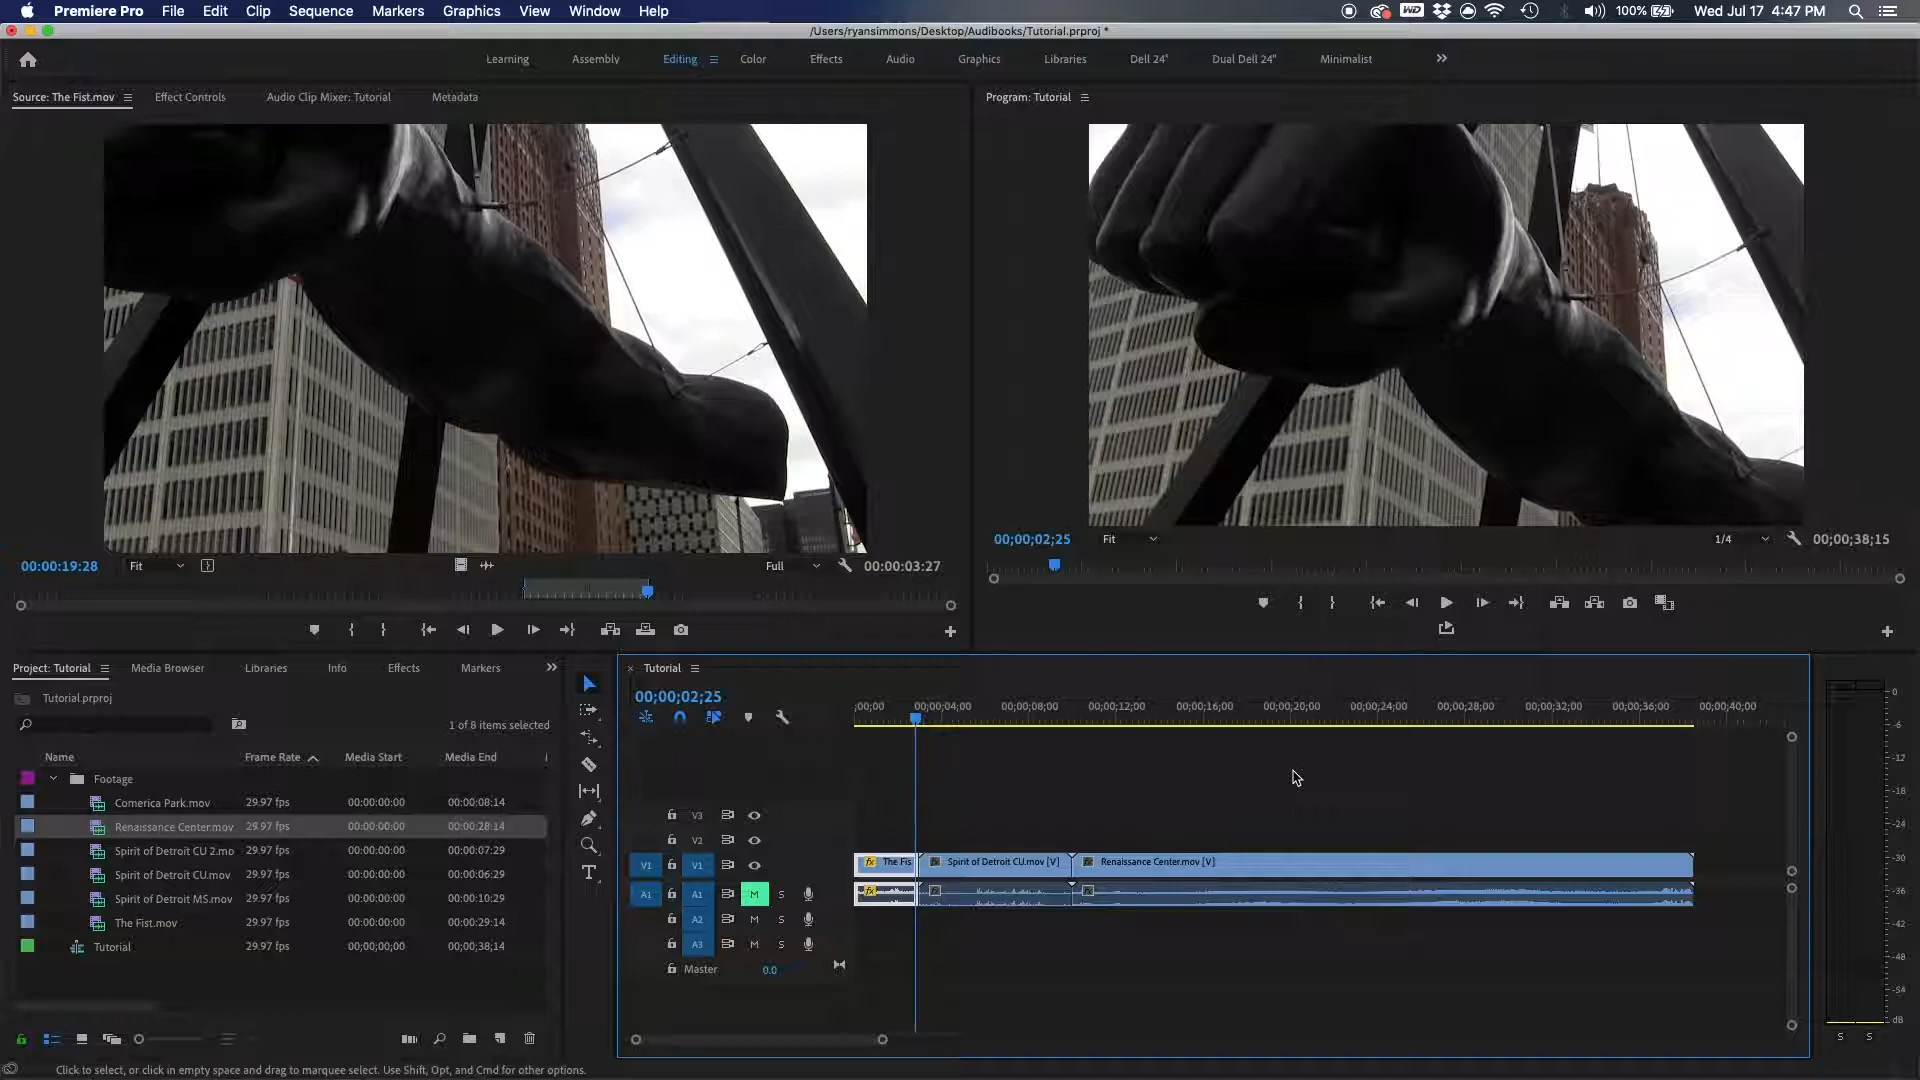 Premiere Pro File Edit Clip Sequence Markers Graphics View Window Help WD 100% Wed Jul 17 4:47 PM
/Users/ryansimmons/Desktop/Audibooks/Tutorial.prproj *
Learning Assembly Editing Color Effects Audio Graphics Libraries Dell 24" Dual Dell 24" Minimalist
Source: The Fist.mov Effect Controls Audio Clip Mixer: Tutorial Metadata
Program: Tutorial
00;00;02;25 Fit 1/4 00;00;38;15
00:00:19:28 Fit Full 00:00:03:27
Project: Tutorial Media Browser Libraries Info Effects Markers
Tutorial.prproj
1 of 8 items selected
Name Frame Rate Media Start Media End
Footage
Comerica Park.mov 29.97 fps 00:00:00:00 00:00:08:14
Renaissance Center.mov 29.97 fps 00:00:00:00 00:00:28:14
Spirit of Detroit CU 2.mo 29.97 fps 00:00:00:00 00:00:07:29
Spirit of Detroit CU.mov 29.97 fps 00:00:00:00 00:00:06:29
Spirit of Detroit MS.mov 29.97 fps 00:00:00:00 00:00:10:29
The Fist.mov 29.97 fps 00:00:00:00 00:00:29:14
Tutorial 29.97 fps 00;00;00;00 00;00;38;14
Tutorial
00;00;02;25
;00;00 00;00;04;00 00;00;08;00 00;00;12;00 00;00;16;00 00;00;20;00 00;00;24;00 00;00;28;00 00;00;32;00 00;00;36;00 00;00;40;00
V3
V2
V1 V1 fx The Fis Spirit of Detroit CU.mov [V] Renaissance Center.mov [V]
A1 A1 M S
A2 M S
A3 M S
Master 0.0
0
-6
-12
-18
-24
-30
-36
-42
-48
-54
dB
S S
Click to select, or click in empty space and drag to marquee select. Use Shift, Opt, and Cmd for other options.